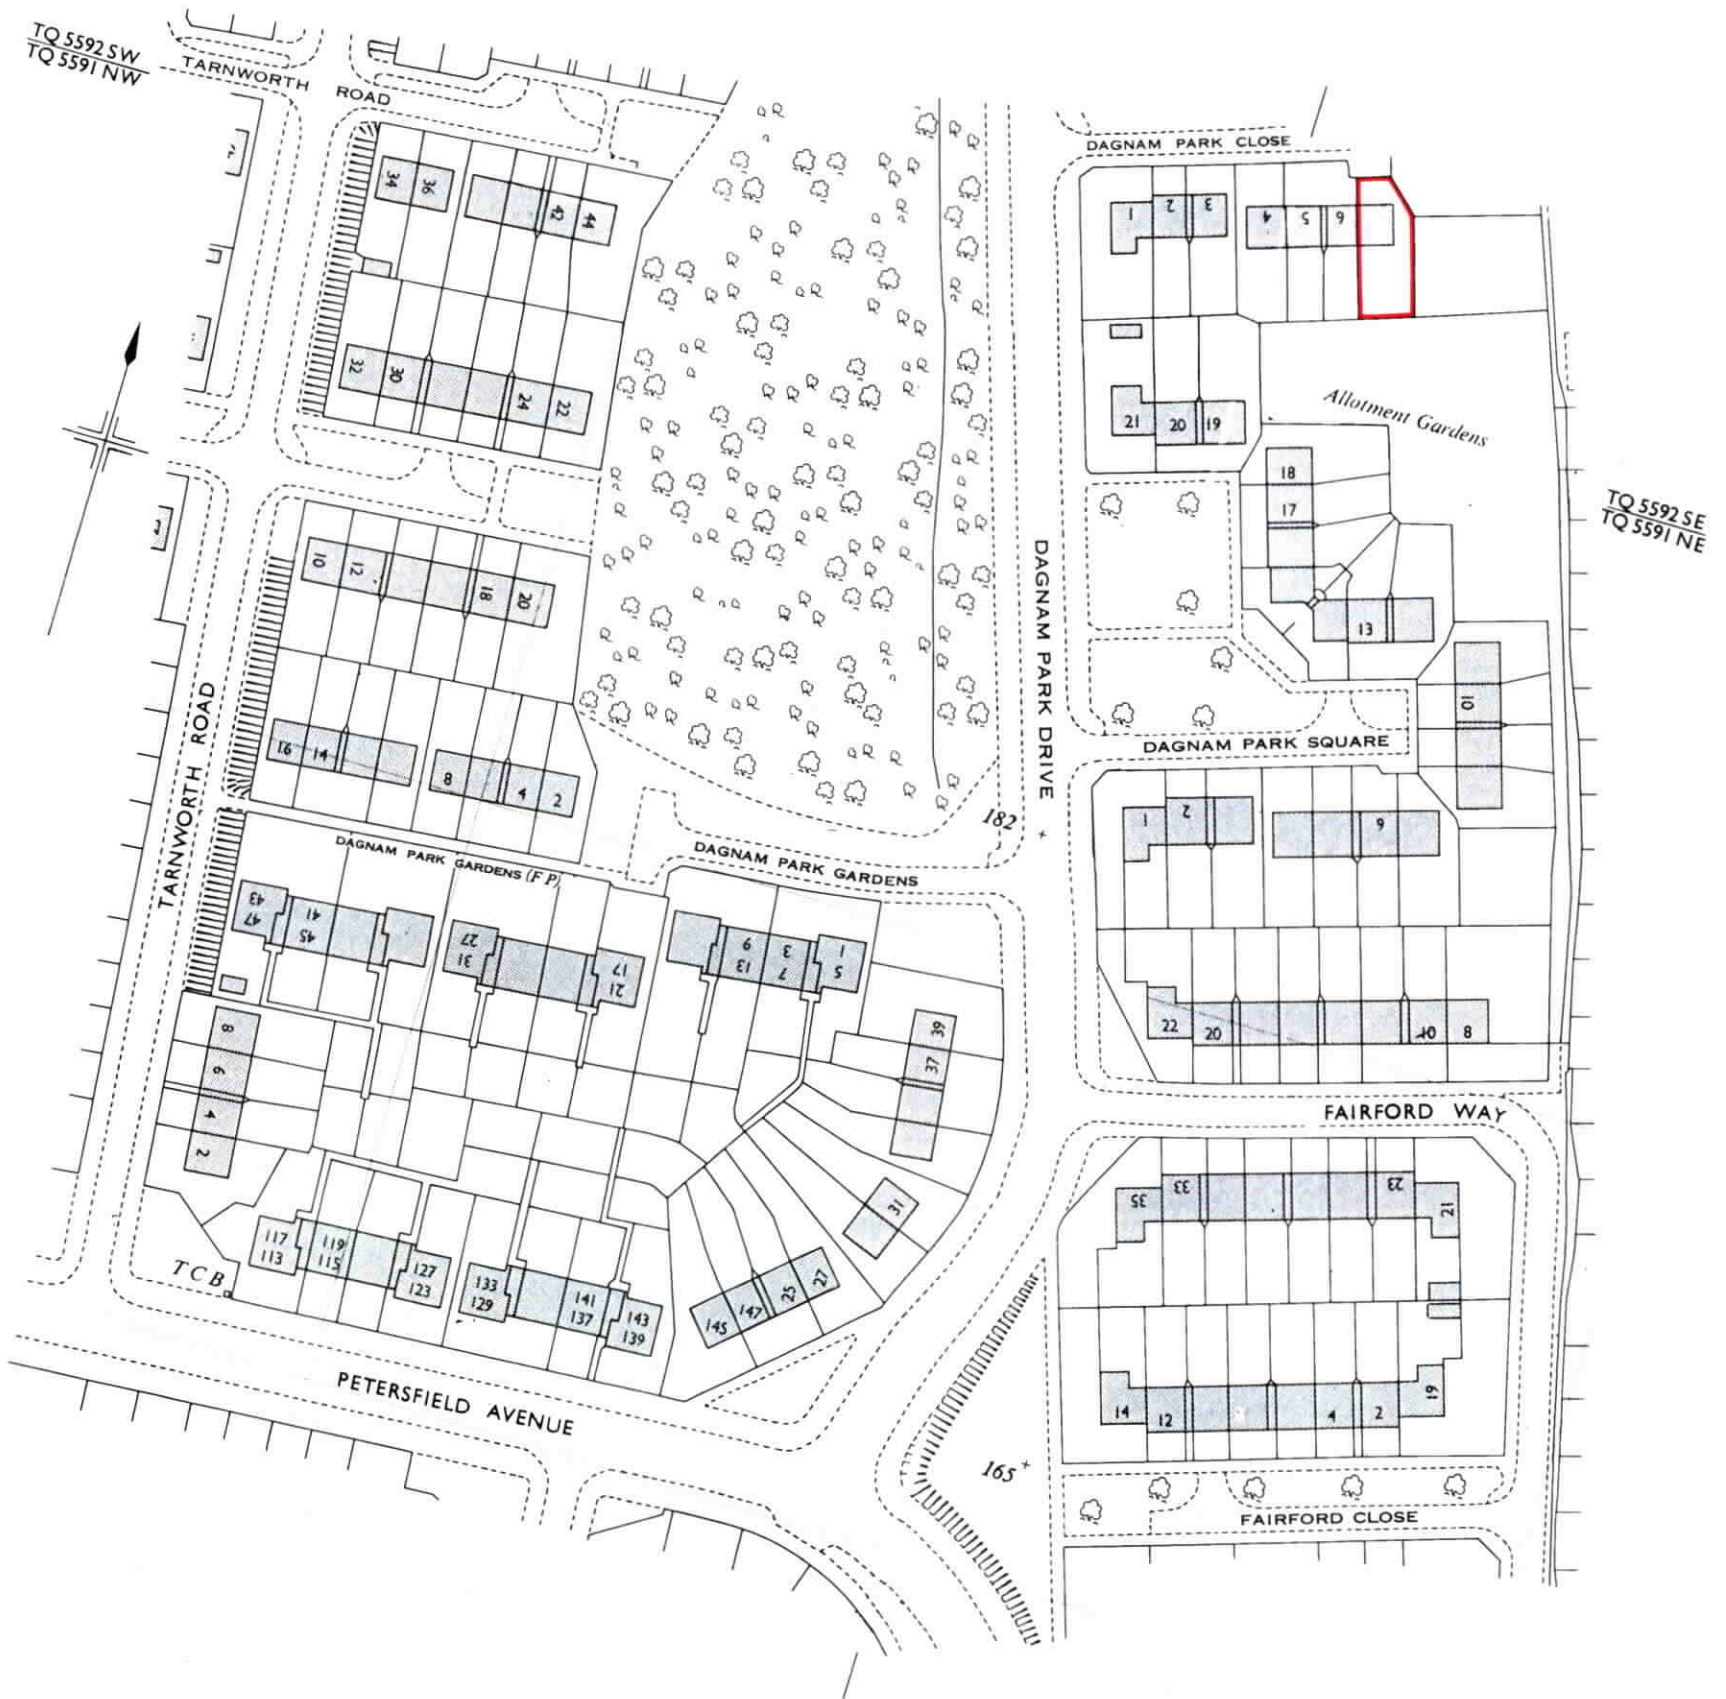 TQ 5592 SW
TQ 5591 NW
TARNWORTH ROAD
DAGNAM PARK CLOSE
34 36
42 44
1 2 3
4 5 6
32 30
24 22
21 20 19
Allotment Gardens
18
17
TQ 5592 SE
TQ 5591 NE
10 12
18 20
DAGNAM PARK DRIVE
13
10
TARNWORTH ROAD
16 14
8 4 2
DAGNAM PARK SQUARE
182
1 2
6
DAGNAM PARK GARDENS (F P)
DAGNAM PARK GARDENS
43 41
47 45
27
31
17
21
9 3 1
13 7 5
39
37
22 20
10 8
8
6
4
2
FAIRFORD WAY
35 33
23 21
31
117 119
113 115
127
123
133
129
141
137
143
139
145 147 25 27
T C B
PETERSFIELD AVENUE
14 12
4 2 19
165
FAIRFORD CLOSE